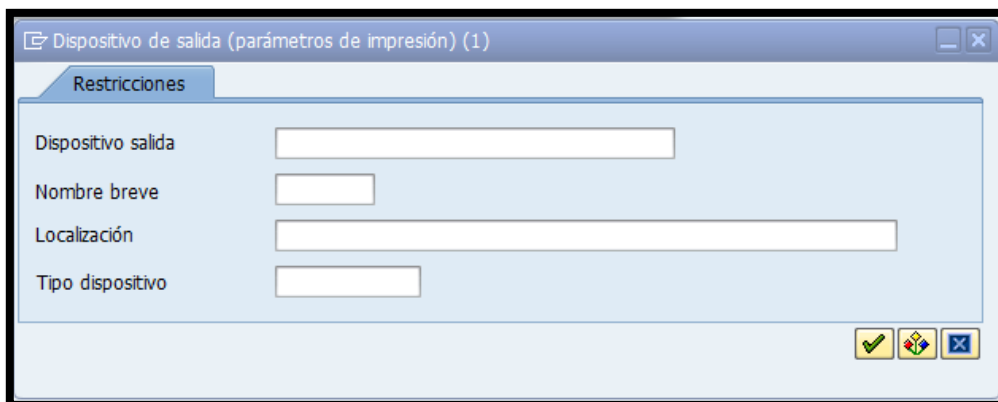 Dispositivo de salida (parámetros de impresión) (1)
Restricciones
Dispositivo salida
Nombre breve
Localización
Tipo dispositivo